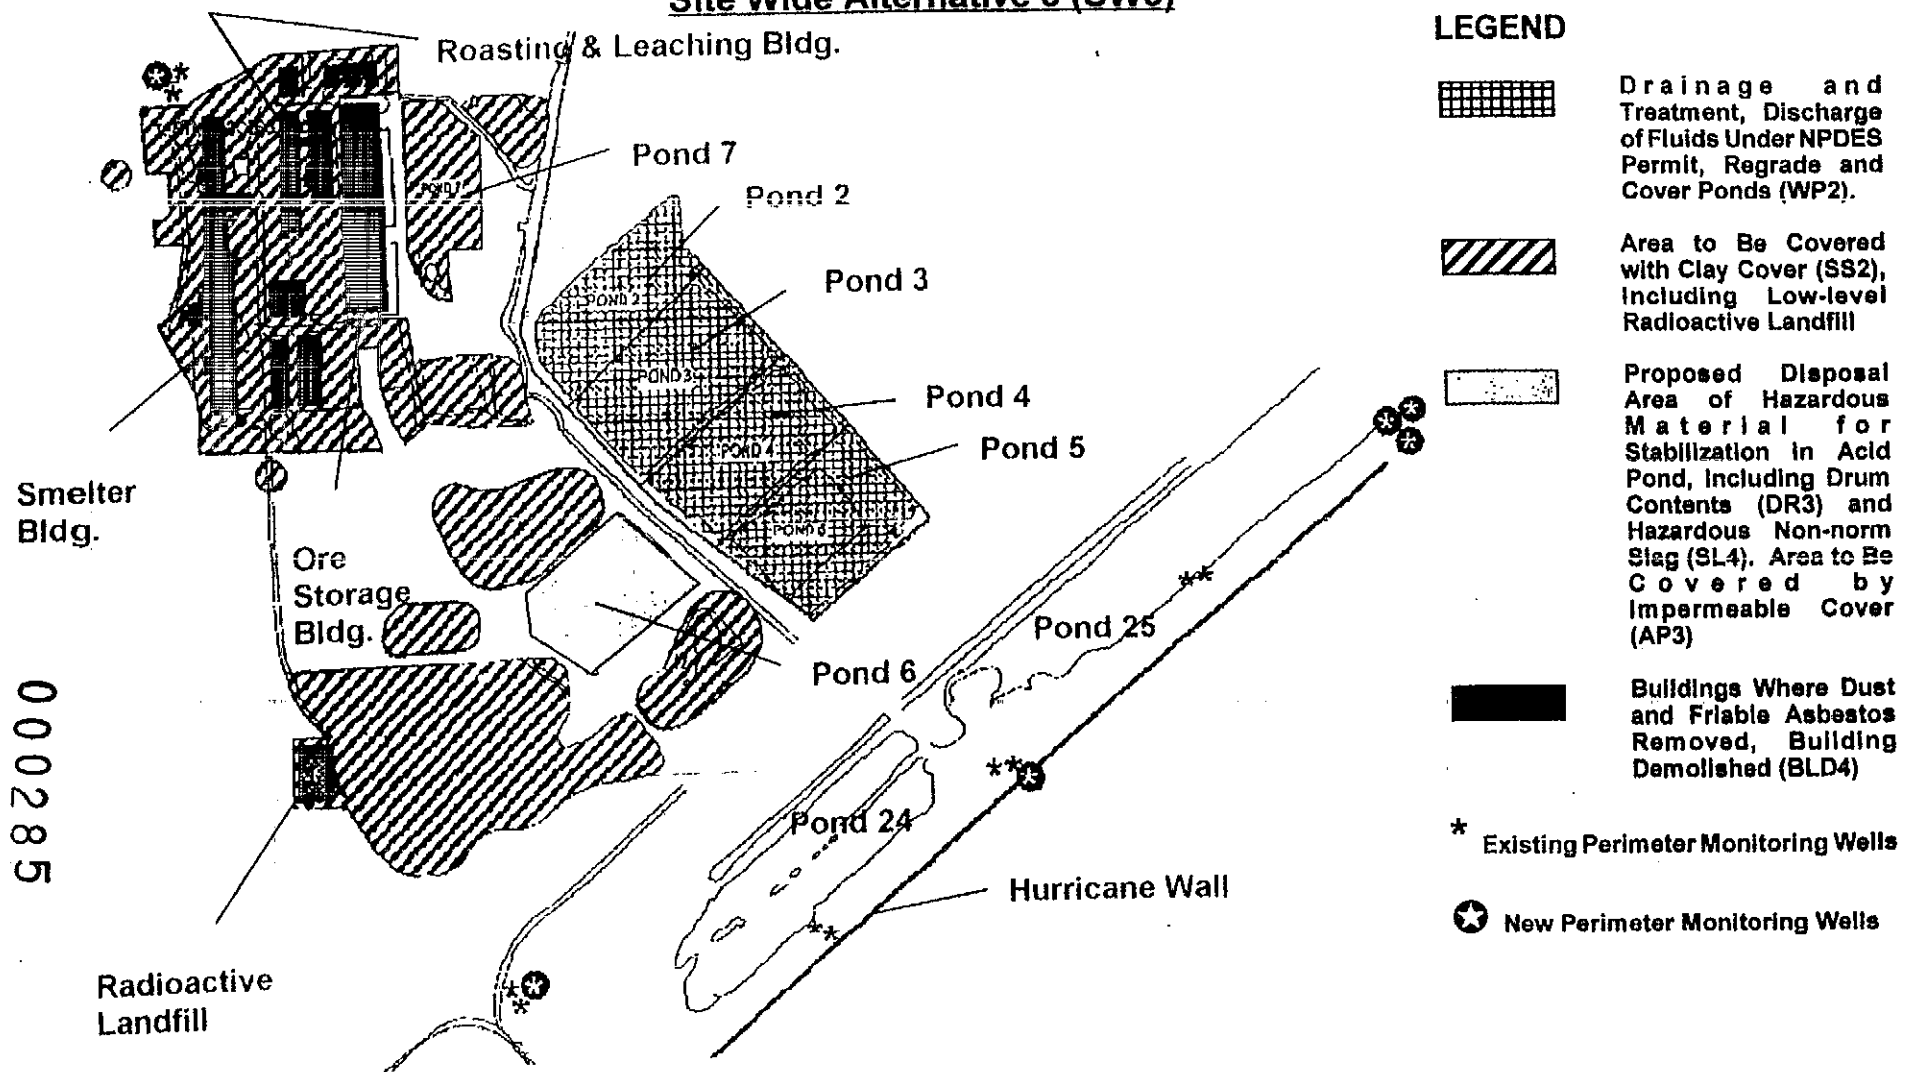 Roasting & Leaching Bldg.
Pond 7
Pond 2
Pond 3
Pond 4
Pond 5
POND 3
POND 4
Smelter
Bldg.
Ore
Storage
Bldg.
Pond 6
Pond 25
Pond 24
Hurricane Wall
Radioactive
Landfill
000285
LEGEND
Drainage and
Treatment, Discharge
of Fluids Under NPDES
Permit, Regrade and
Cover Ponds (WP2).
Area to Be Covered
with Clay Cover (SS2),
Including Low-level
Radioactive Landfill
Proposed Disposal
Area of Hazardous
Material for
Stabilization in Acid
Pond, Including Drum
Contents (DR3) and
Hazardous Non-norm
Slag (SL4). Area to Be
Covered by
Impermeable Cover
(AP3)
Buildings Where Dust
and Friable Asbestos
Removed, Building
Demolished (BLD4)
* Existing Perimeter Monitoring Wells
New Perimeter Monitoring Wells